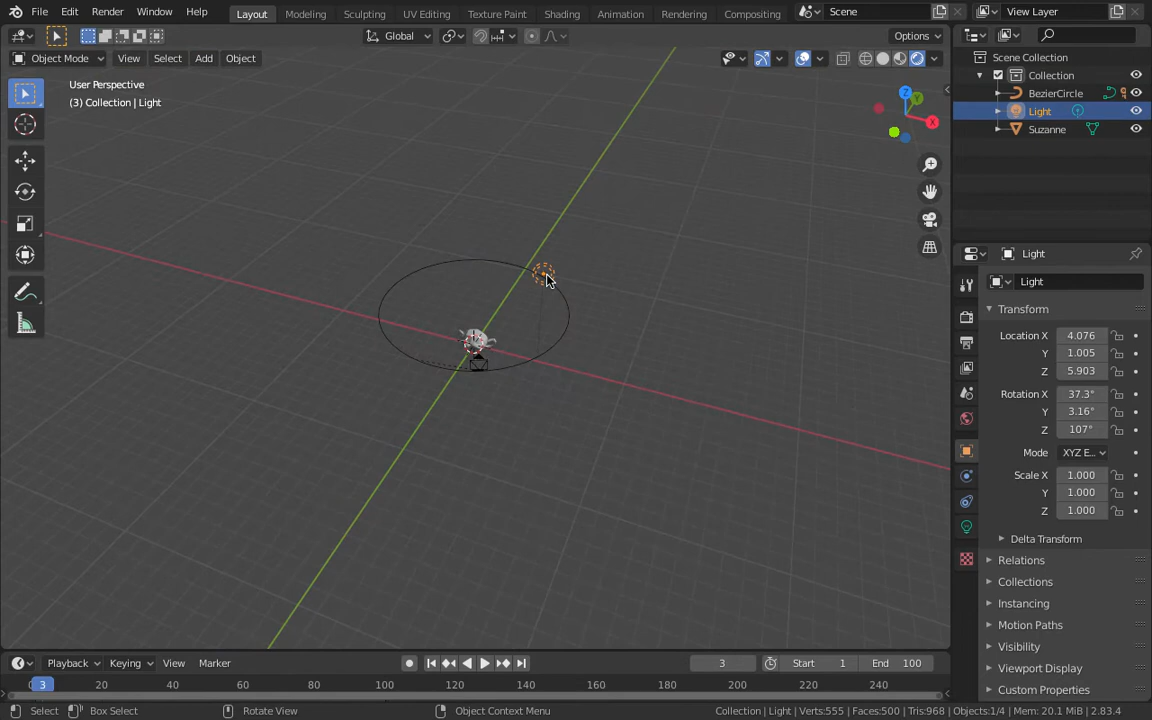 File Edit Render Window Help Layout Modeling Sculpting UV Editing Texture Paint Shading Animation Rendering Compositing Scene View Layer
Global Options
Object Mode View Select Add Object
User Perspective
(3) Collection | Light
Z
Y
X
Scene Collection
Collection
BezierCircle
Light
Suzanne
Light
Light
Transform
Location X 4.076
Y 1.005
Z 5.903
Rotation X 37.3°
Y 3.16°
Z 107°
Mode XYZ E...
Scale X 1.000
Y 1.000
Z 1.000
Delta Transform
Relations
Collections
Instancing
Motion Paths
Visibility
Viewport Display
Custom Properties
Playback Keying View Marker 3 Start 1 End 100
3 20 40 60 80 100 120 140 160 180 200 220 240
Select Box Select Rotate View Object Context Menu Collection | Light | Verts:555 | Faces:500 | Tris:968 | Objects:1/4 | Mem: 20.1 MiB | 2.83.4